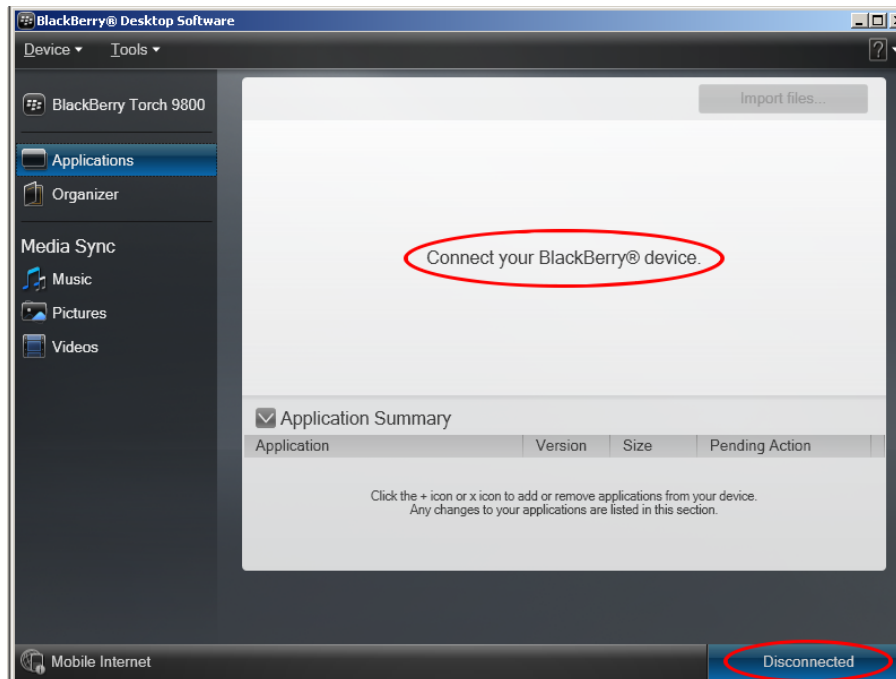 BlackBerry® Desktop Software
Device Tools ?
BlackBerry Torch 9800
Import files...
Applications
Organizer
Connect your BlackBerry® device.
Media Sync
Music
Pictures
Videos
Application Summary
Application Version Size Pending Action
Click the + icon or x icon to add or remove applications from your device.
Any changes to your applications are listed in this section.
Mobile Internet
Disconnected